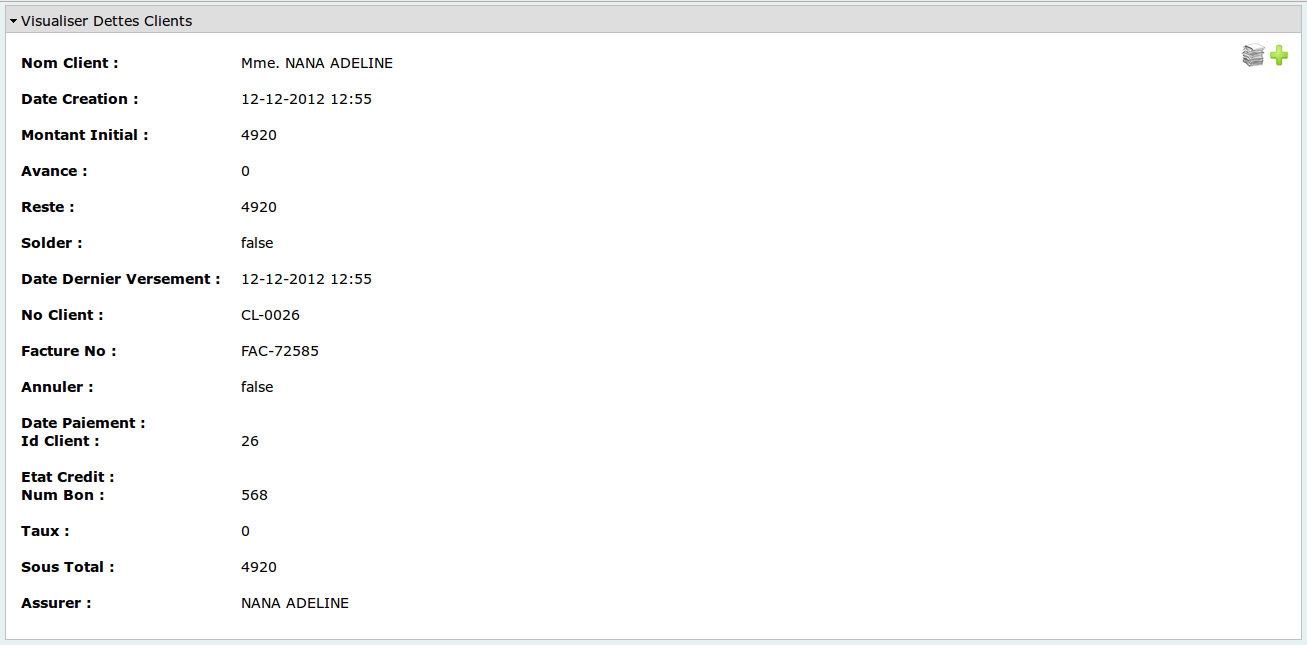 Visualiser Dettes Clients
Nom Client : Mme. NANA ADELINE
Date Creation : 12-12-2012 12:55
Montant Initial : 4920
Avance : 0
Reste : 4920
Solder : false
Date Dernier Versement : 12-12-2012 12:55
No Client : CL-0026
Facture No : FAC-72585
Annuler : false
Date Paiement :
Id Client : 26
Etat Credit :
Num Bon : 568
Taux : 0
Sous Total : 4920
Assurer : NANA ADELINE